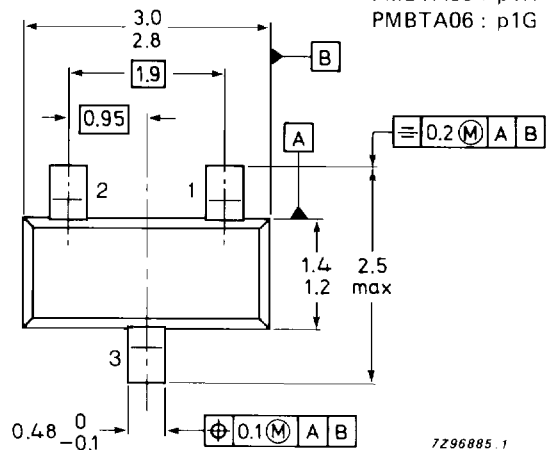 PMBTA06 : p1G
3.0
2.8
B
1.9
0.95
A
≡ 0.2 Ⓜ A B
2
1
1.4
1.2
2.5
max
3
0.48 0
−0.1
⌖ 0.1 Ⓜ A B
7Z96885.1